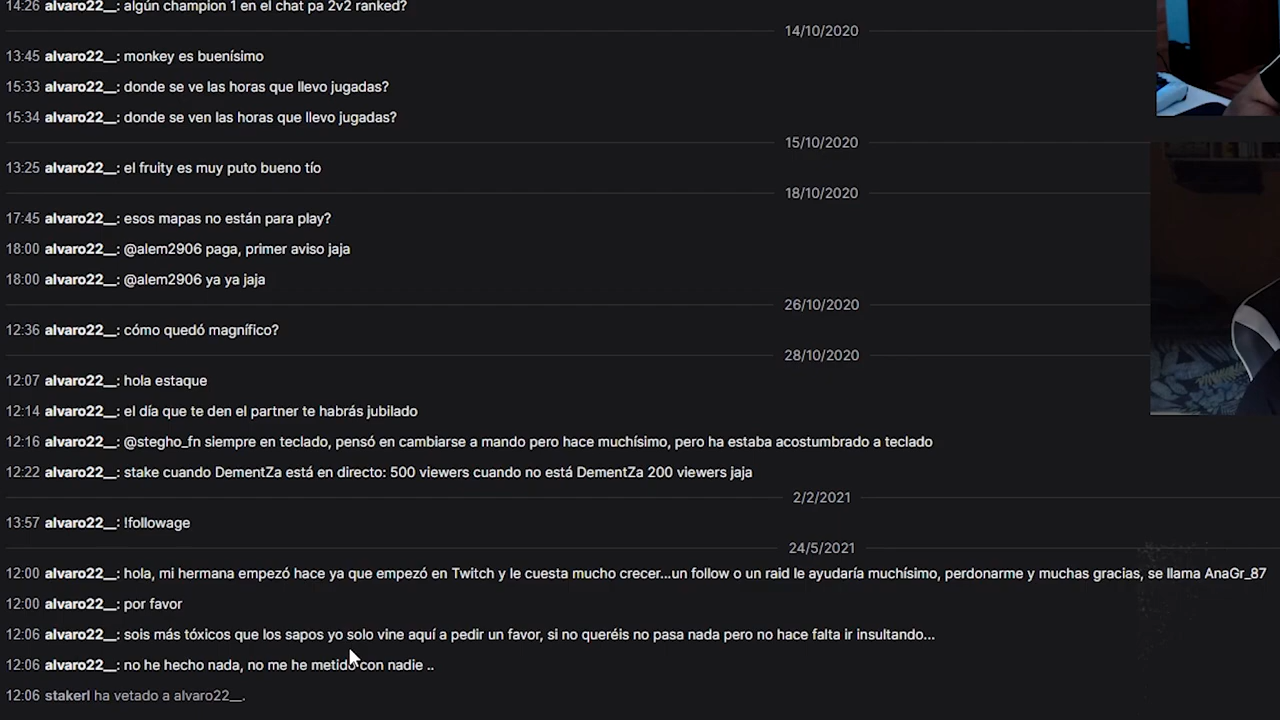 14:26 alvaro22__: algún champion 1 en el chat pa 2v2 ranked?
14/10/2020
13:45 alvaro22__: monkey es buenísimo
15:33 alvaro22__: donde se ve las horas que llevo jugadas?
15:34 alvaro22__: donde se ven las horas que llevo jugadas?
15/10/2020
13:25 alvaro22__: el fruity es muy puto bueno tío
18/10/2020
17:45 alvaro22__: esos mapas no están para play?
18:00 alvaro22__: @alem2906 paga, primer aviso jaja
18:00 alvaro22__: @alem2906 ya ya jaja
26/10/2020
12:36 alvaro22__: cómo quedó magnífico?
28/10/2020
12:07 alvaro22__: hola estaque
12:14 alvaro22__: el día que te den el partner te habrás jubilado
12:16 alvaro22__: @stegho_fn siempre en teclado, pensó en cambiarse a mando pero hace muchísimo, pero ha estaba acostumbrado a teclado
12:22 alvaro22__: stake cuando DementZa está en directo: 500 viewers cuando no está DementZa 200 viewers jaja
2/2/2021
13:57 alvaro22__: !followage
24/5/2021
12:00 alvaro22__: hola, mi hermana empezó hace ya que empezó en Twitch y le cuesta mucho crecer...un follow o un raid le ayudaría muchísimo, perdonarme y muchas gracias, se llama AnaGr_87
12:00 alvaro22__: por favor
12:06 alvaro22__: sois más tóxicos que los sapos yo solo vine aquí a pedir un favor, si no queréis no pasa nada pero no hace falta ir insultando...
12:06 alvaro22__: no he hecho nada, no me he metido con nadie ..
12:06 stakerl ha vetado a alvaro22__.